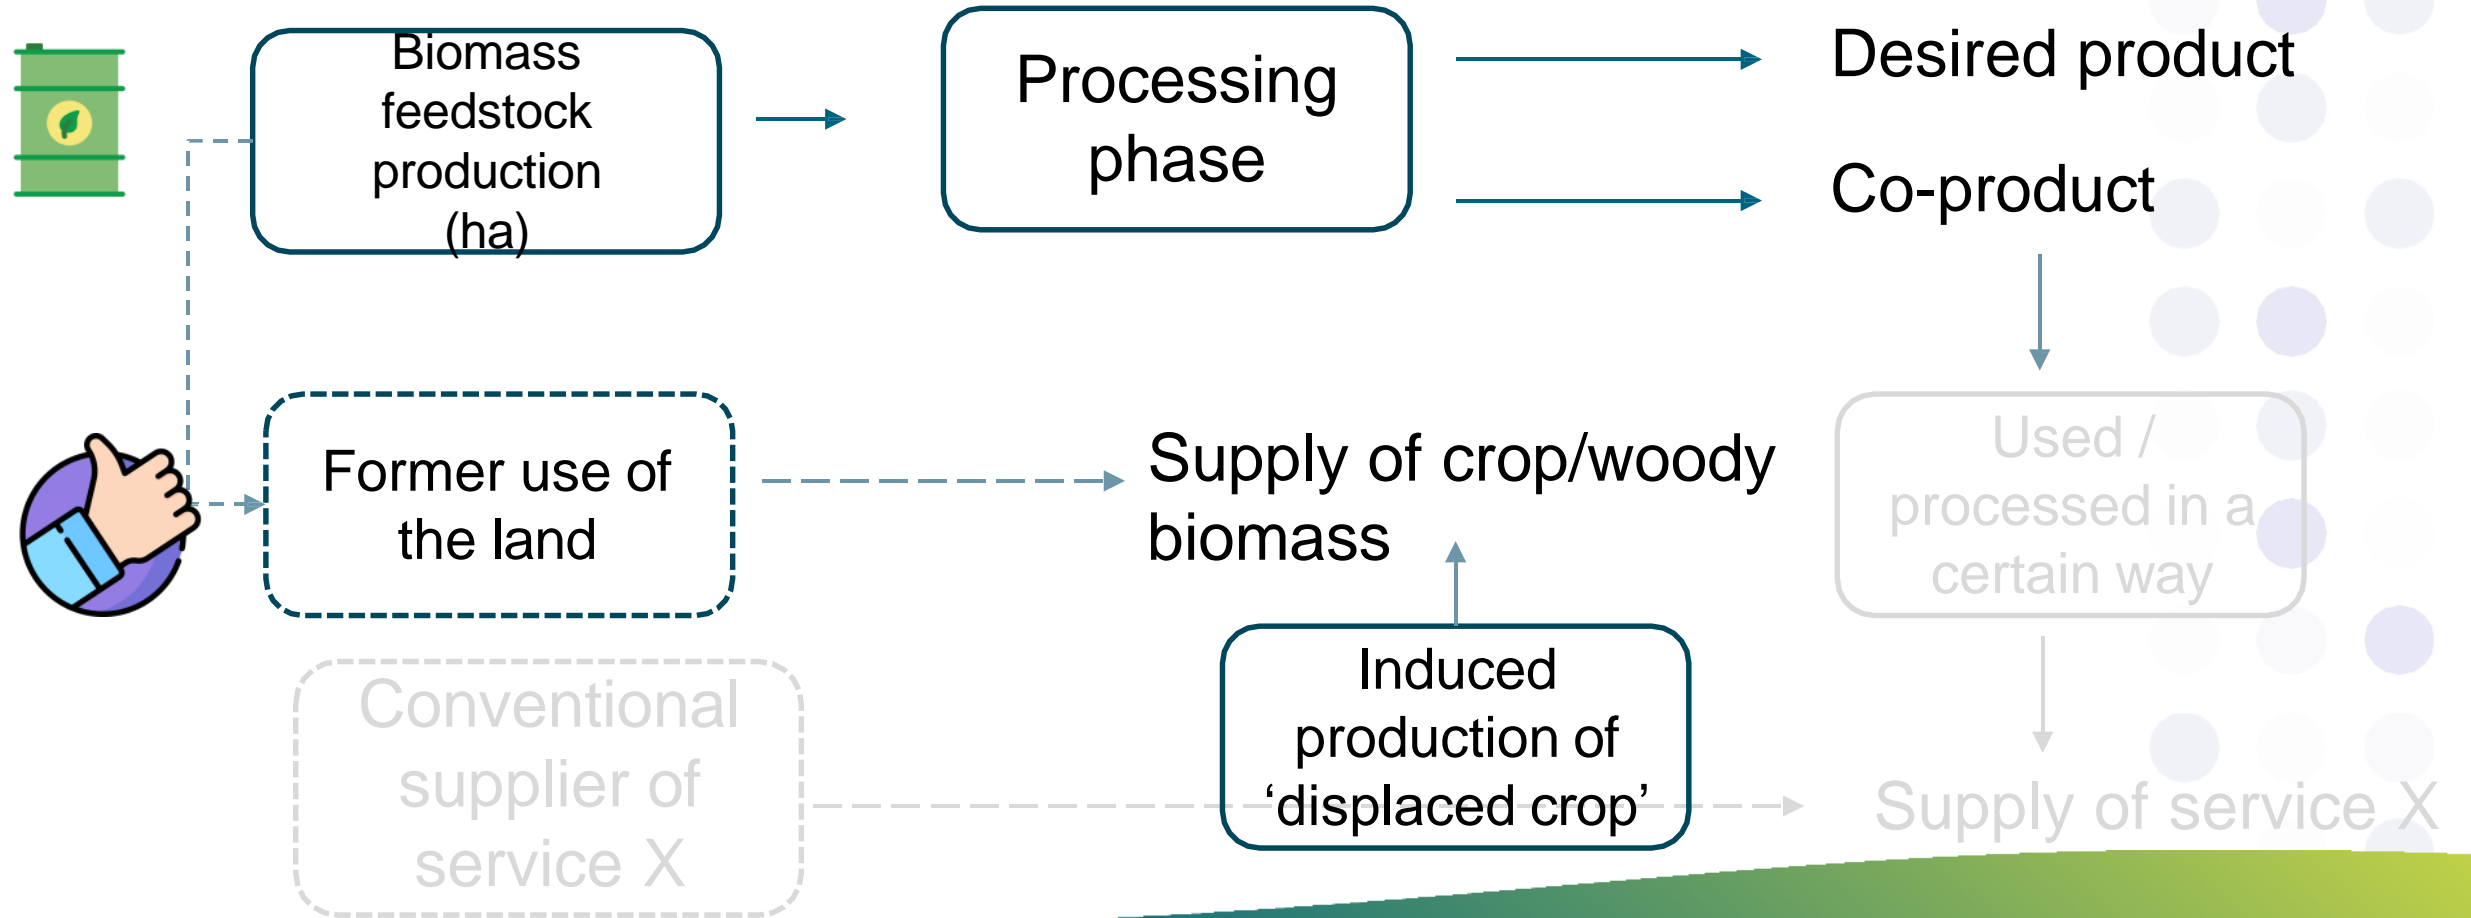 Biomass
feedstock
production
(ha)
Processing
phase
Desired product
Co-product
Former use of
the land
Supply of crop/woody
biomass
Used /
processed in a
certain way
Induced
production of
‘displaced crop’
Conventional
supplier of
service X
Supply of service X